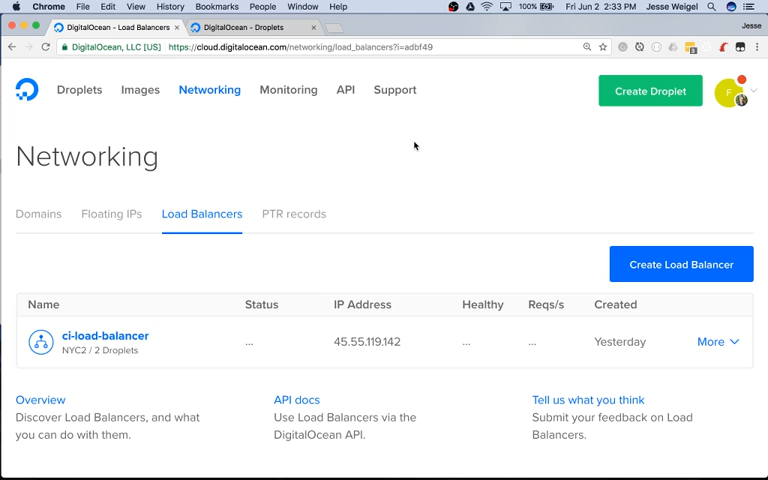 Chrome File Edit View History Bookmarks People Window Help 100% Fri Jun 2 2:33 PM Jesse Weigel
DigitalOcean - Load Balancers DigitalOcean - Droplets Jesse
DigitalOcean, LLC [US] https://cloud.digitalocean.com/networking/load_balancers?i=adbf49
Droplets Images Networking Monitoring API Support Create Droplet F
Networking
Domains Floating IPs Load Balancers PTR records
Create Load Balancer
Name Status IP Address Healthy Reqs/s Created
ci-load-balancer ... 45.55.119.142 ... ... Yesterday More
NYC2 / 2 Droplets
Overview API docs Tell us what you think
Discover Load Balancers, and what Use Load Balancers via the Submit your feedback on Load
you can do with them. DigitalOcean API. Balancers.